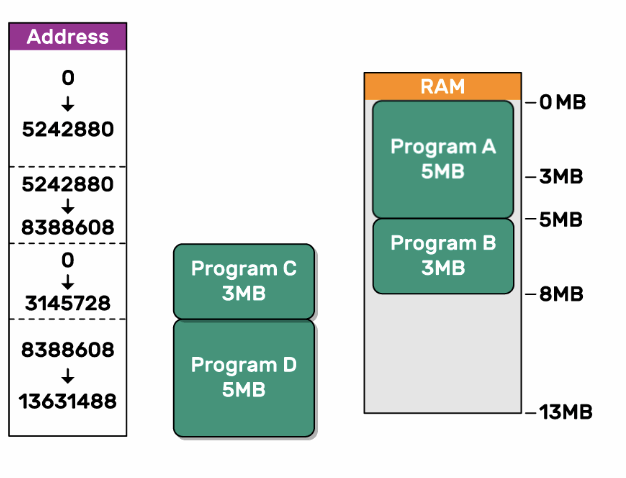 Address
0
↓
5242880
5242880
↓
8388608
0
↓
3145728
8388608
↓
13631488
Program C
3MB
Program D
5MB
RAM
Program A
5MB
Program B
3MB
0 MB
3MB
5MB
8MB
13MB